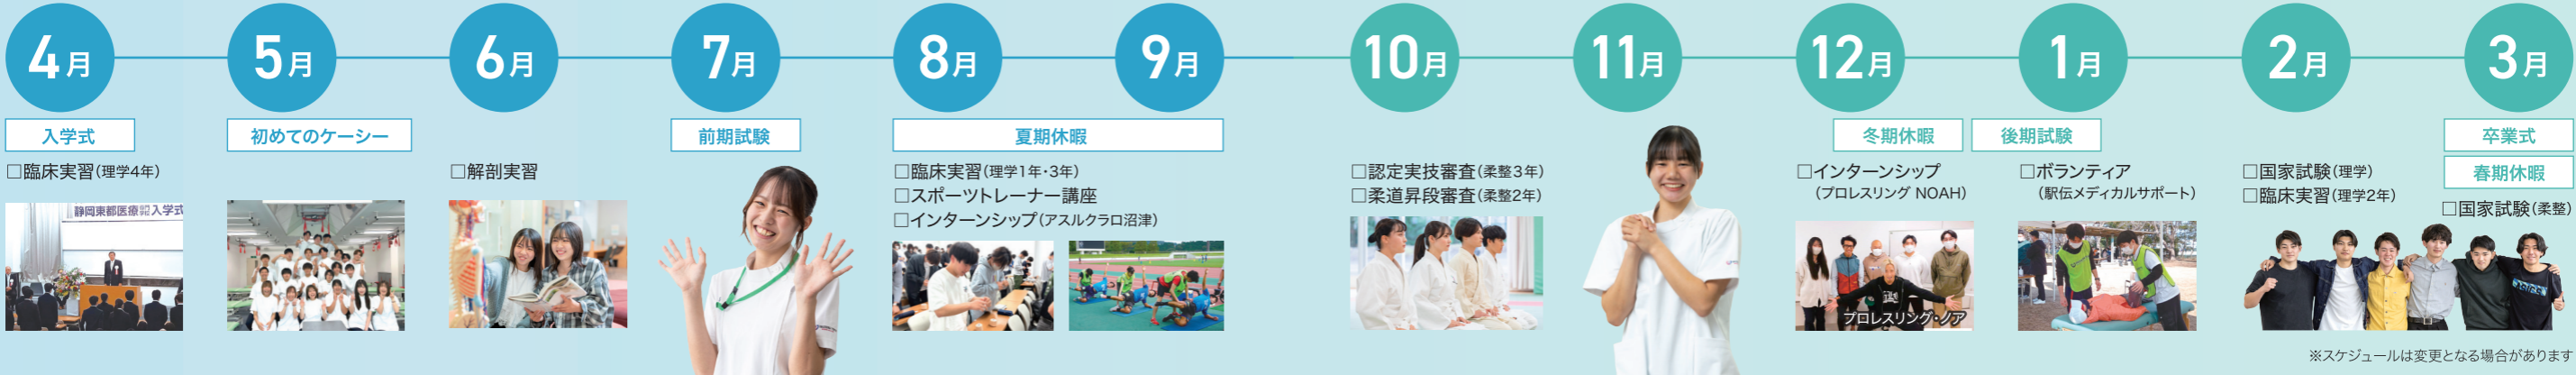 4月
入学式
□臨床実習(理学4年)
静岡東都医療 入学式
5月
初めてのケーシー
6月
□解剖実習
7月
前期試験
8月
9月
夏期休暇
□臨床実習(理学1年・3年)
□スポーツトレーナー講座
□インターンシップ(アスルクラロ沼津)
10月
□認定実技審査(柔整3年)
□柔道昇段審査(柔整2年)
11月
12月
冬期休暇
□インターンシップ
(プロレスリング NOAH)
プロレスリング・ノア
1月
後期試験
□ボランティア
(駅伝メディカルサポート)
2月
□国家試験(理学)
□臨床実習(理学2年)
3月
卒業式
春期休暇
□国家試験(柔整)
※スケジュールは変更となる場合があります